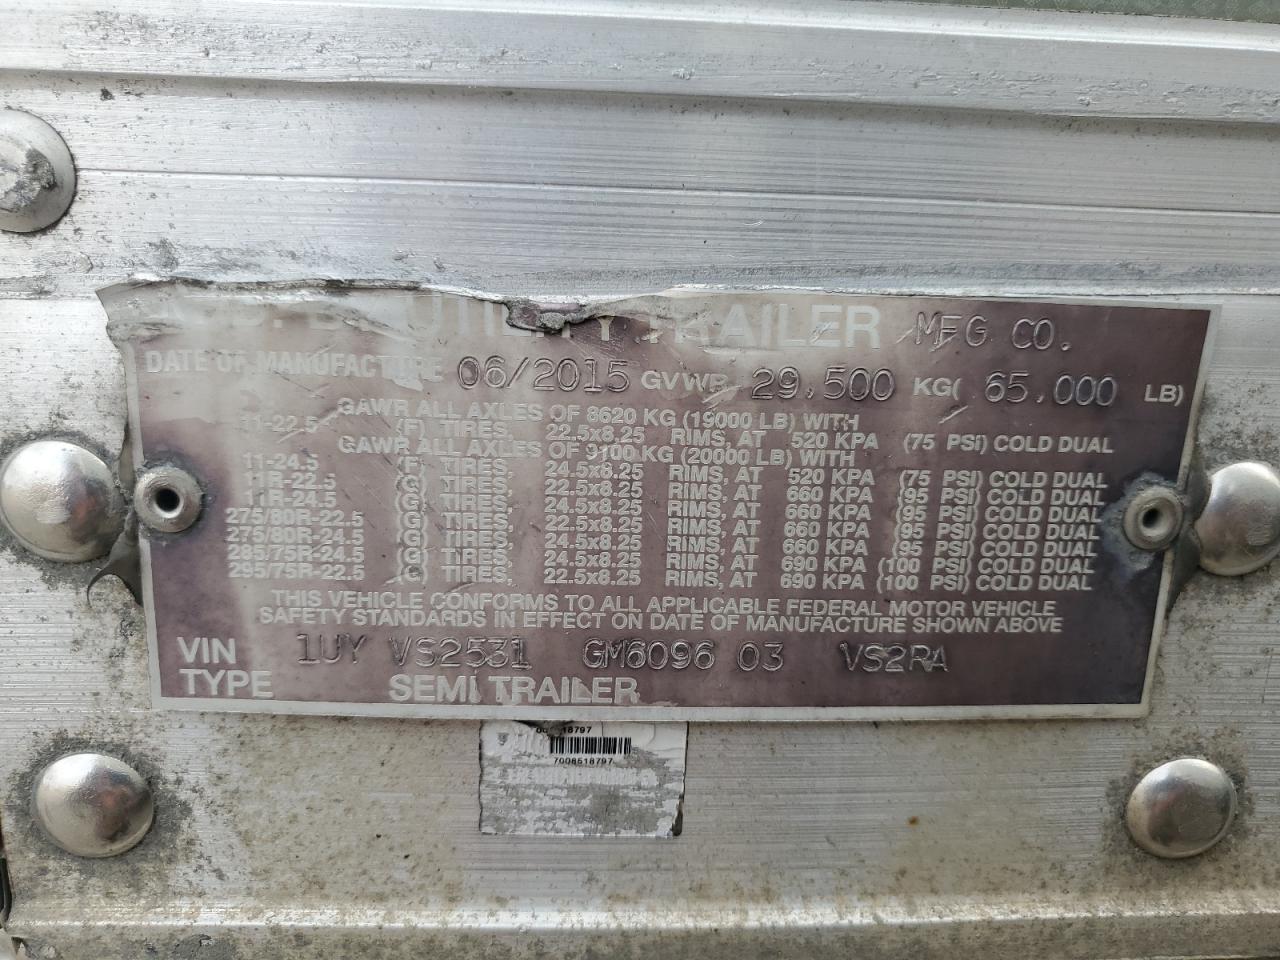 UTILITY TRAILER MFG CO.
DATE OF MANUFACTURE 06/2015 GVWR 29,500 KG( 65,000 LB)
GAWR ALL AXLES OF 8620 KG (19000 LB) WITH
11-22.5 (F) TIRES, 22.5x8.25 RIMS, AT 520 KPA (75 PSI) COLD DUAL
GAWR ALL AXLES OF 9100 KG (20000 LB) WITH
11-24.5 (F) TIRES, 24.5x8.25 RIMS, AT 520 KPA (75 PSI) COLD DUAL
11R-22.5 (G) TIRES, 22.5x8.25 RIMS, AT 660 KPA (95 PSI) COLD DUAL
11R-24.5 (G) TIRES, 24.5x8.25 RIMS, AT 660 KPA (95 PSI) COLD DUAL
275/80R-22.5 (G) TIRES, 22.5x8.25 RIMS, AT 660 KPA (95 PSI) COLD DUAL
275/80R-24.5 (G) TIRES, 24.5x8.25 RIMS, AT 660 KPA (95 PSI) COLD DUAL
285/75R-24.5 (G) TIRES, 24.5x8.25 RIMS, AT 690 KPA (100 PSI) COLD DUAL
295/75R-22.5 (G) TIRES, 22.5x8.25 RIMS, AT 690 KPA (100 PSI) COLD DUAL
THIS VEHICLE CONFORMS TO ALL APPLICABLE FEDERAL MOTOR VEHICLE
SAFETY STANDARDS IN EFFECT ON DATE OF MANUFACTURE SHOWN ABOVE
VIN 1UY VS2531 GM6096 03 VS2RA
TYPE SEMI TRAILER
7008518797